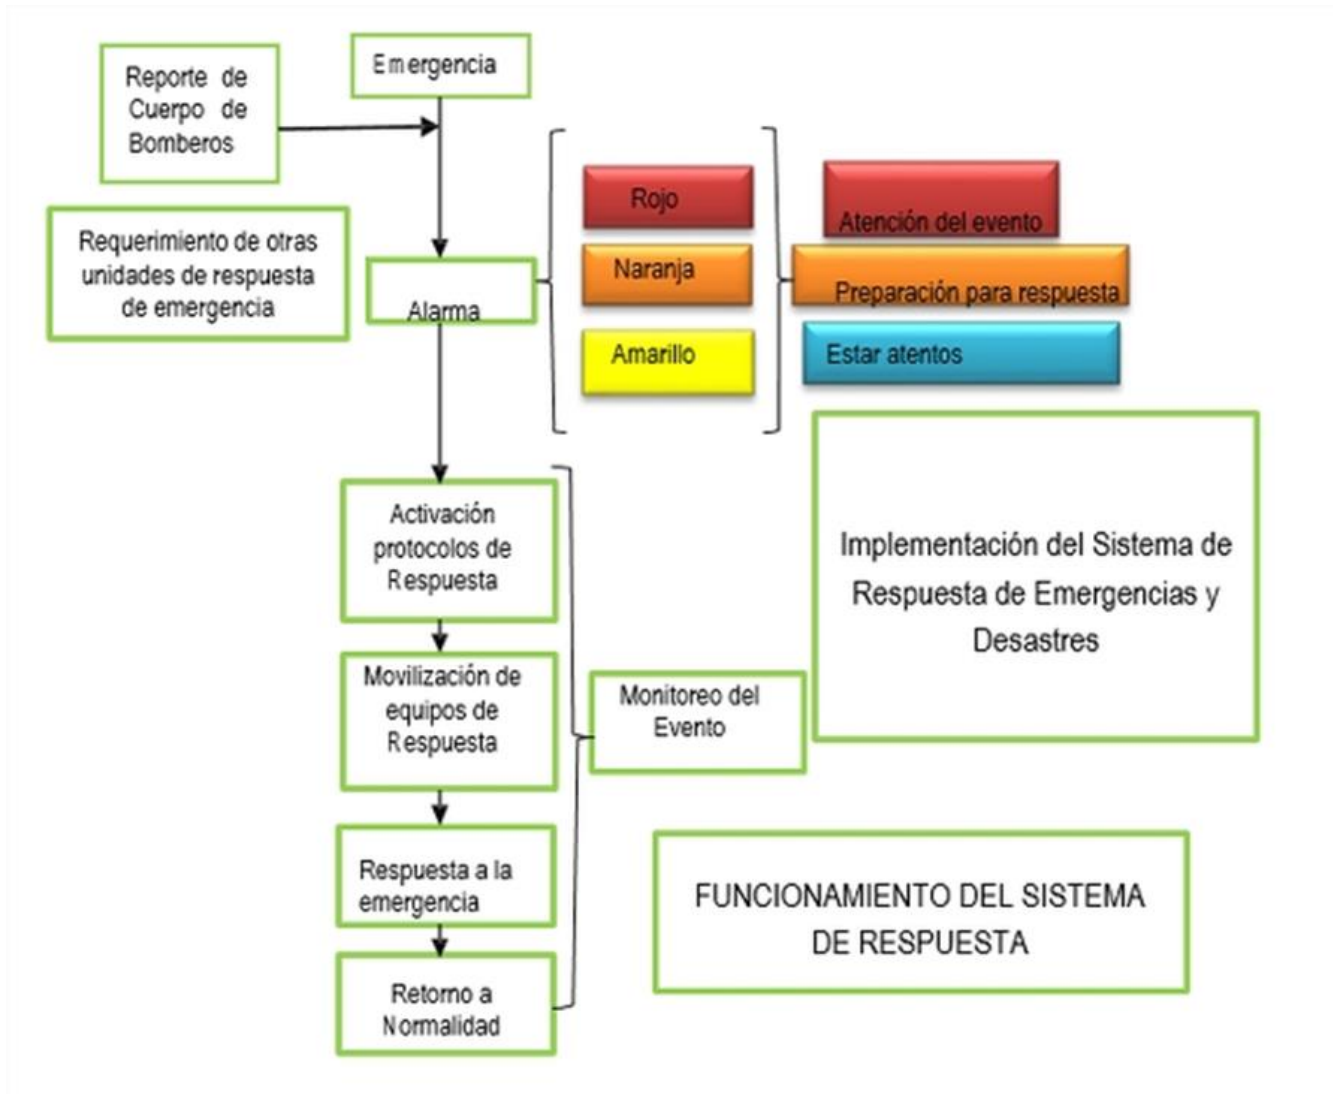 Emergencia
Reporte de
Cuerpo de
Bomberos
Requerimiento de otras
unidades de respuesta
de emergencia
Alarma
Rojo
Naranja
Amarillo
Atención del evento
Preparación para respuesta
Estar atentos
Activación
protocolos de
Respuesta
Movilización de
equipos de
Respuesta
Respuesta a la
emergencia
Retorno a
Normalidad
Monitoreo del
Evento
Implementación del Sistema de
Respuesta de Emergencias y
Desastres
FUNCIONAMIENTO DEL SISTEMA
DE RESPUESTA